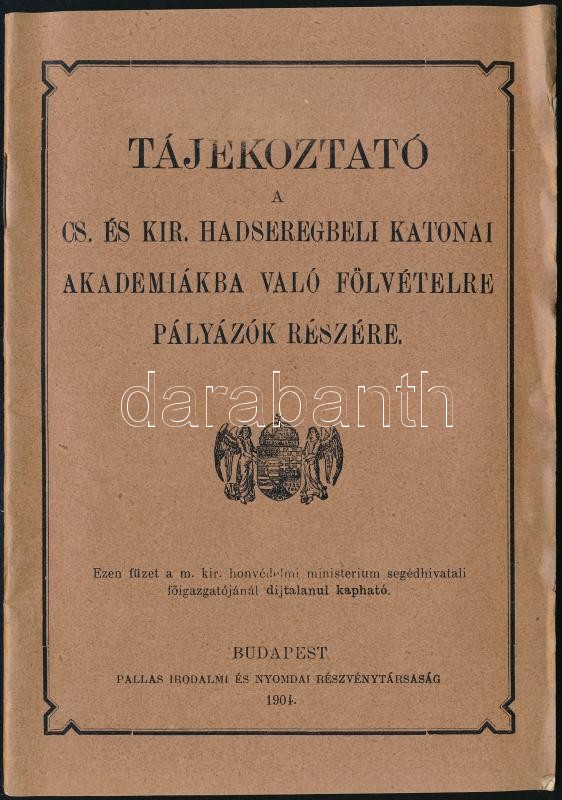 TÁJEKOZTATÓ
A
CS. ÉS KIR. HADSEREGBELI KATONAI
AKADEMIÁKBA VALÓ FÖLVÉTELRE
PÁLYÁZÓK RÉSZÉRE.
darabanth
Ezen füzet a m. kir. honvédelmi ministerium segédhivatali
főigazgatójánál dijtalanul kapható.
BUDAPEST
PALLAS IRODALMI ÉS NYOMDAI RÉSZVÉNYTÁRSASÁG
1904.